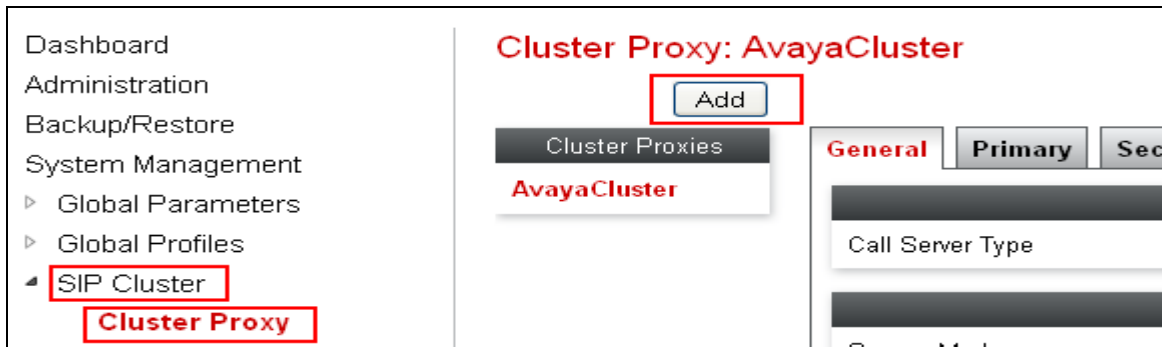 Dashboard
Administration
Backup/Restore
System Management
Global Parameters
Global Profiles
SIP Cluster
Cluster Proxy
Cluster Proxy: AvayaCluster
Add
Cluster Proxies
AvayaCluster
General Primary Sec
Call Server Type